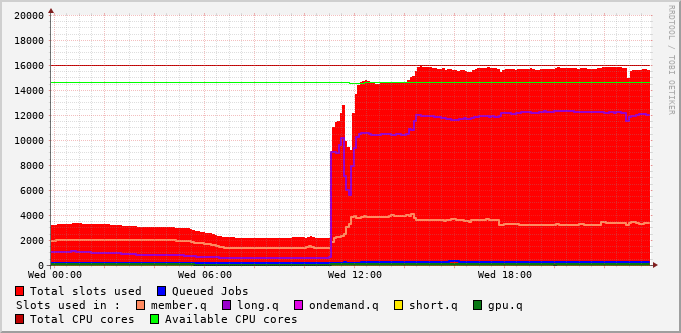 20000
18000
16000
14000
12000
10000
8000
6000
4000
2000
0
Wed 00:00 Wed 06:00 Wed 12:00 Wed 18:00
Total slots used Queued Jobs
Slots used in : member.q long.q ondemand.q short.q gpu.q
Total CPU cores Available CPU cores
RRDTOOL / TOBI OETIKER